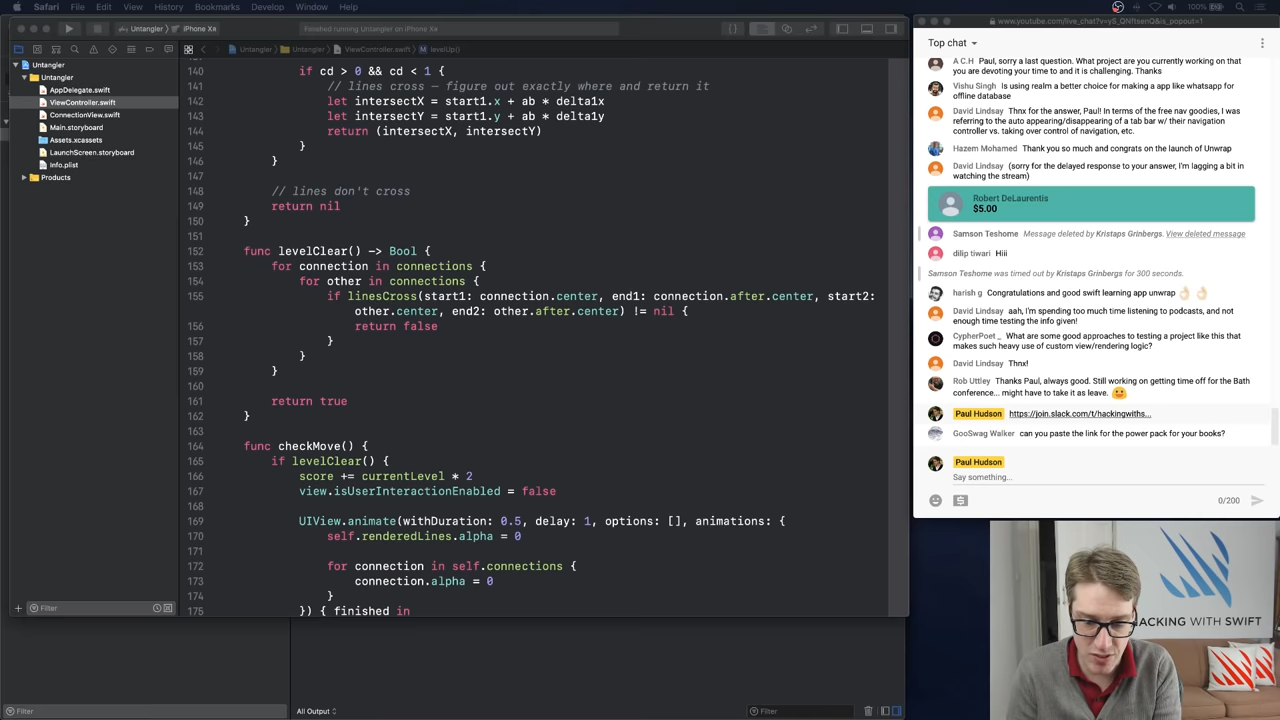 Safari File Edit View History Bookmarks Develop Window Help
100%
Untangler iPhone Xs
Finished running Untangler on iPhone Xs
www.youtube.com/live_chat?v=yS_QN1tsenQ&is_popout=1
Untangler Untangler ViewController.swift levelUp()
Untangler
Untangler
AppDelegate.swift
ViewController.swift
ConnectionView.swift
Main.storyboard
Assets.xcassets
LaunchScreen.storyboard
Info.plist
Products
140 if cd > 0 && cd < 1 {
141 // lines cross – figure out exactly where and return it
142 let intersectX = start1.x + ab * delta1x
143 let intersectY = start1.y + ab * delta1y
144 return (intersectX, intersectY)
145 }
146 }
147
148 // lines don't cross
149 return nil
150 }
151
152 func levelClear() -> Bool {
153 for connection in connections {
154 for other in connections {
155 if linesCross(start1: connection.center, end1: connection.after.center, start2:
other.center, end2: other.after.center) != nil {
156 return false
157 }
158 }
159 }
160
161 return true
162 }
163
164 func checkMove() {
165 if levelClear() {
166 score += currentLevel * 2
167 view.isUserInteractionEnabled = false
168
169 UIView.animate(withDuration: 0.5, delay: 1, options: [], animations: {
170 self.renderedLines.alpha = 0
171
172 for connection in self.connections {
173 connection.alpha = 0
174 }
175 }) { finished in
Filter
Filter
All Output
Filter
Top chat
A C.H Paul, sorry a last question. What project are you currently working on that
you are devoting your time to and it is challenging. Thanks
Vishu Singh Is using realm a better choice for making a app like whatsapp for
offline database
David Lindsay Thnx for the answer, Paul! In terms of the free nav goodies, I was
referring to the auto appearing/disappearing of a tab bar w/ their navigation
controller vs. taking over control of navigation, etc.
Hazem Mohamed Thank you so much and congrats on the launch of Unwrap
David Lindsay (sorry for the delayed response to your answer, I'm lagging a bit in
watching the stream)
Robert DeLaurentis
$5.00
Samson Teshome Message deleted by Kristaps Grinbergs. View deleted message
dilip tiwari Hiii
Samson Teshome was timed out by Kristaps Grinbergs for 300 seconds.
harish g Congratulations and good swift learning app unwrap 👌🏻 👌🏻
David Lindsay aah, I'm spending too much time listening to podcasts, and not
enough time testing the info given!
CypherPoet _ What are some good approaches to testing a project like this that
makes such heavy use of custom view/rendering logic?
David Lindsay Thnx!
Rob Uttley Thanks Paul, always good. Still working on getting time off for the Bath
conference... might have to take it as leave. 😃
Paul Hudson https://join.slack.com/t/hackingwiths...
GooSwag Walker can you paste the link for the power pack for your books?
Paul Hudson
Say something...
0/200
HACKING WITH SWIFT